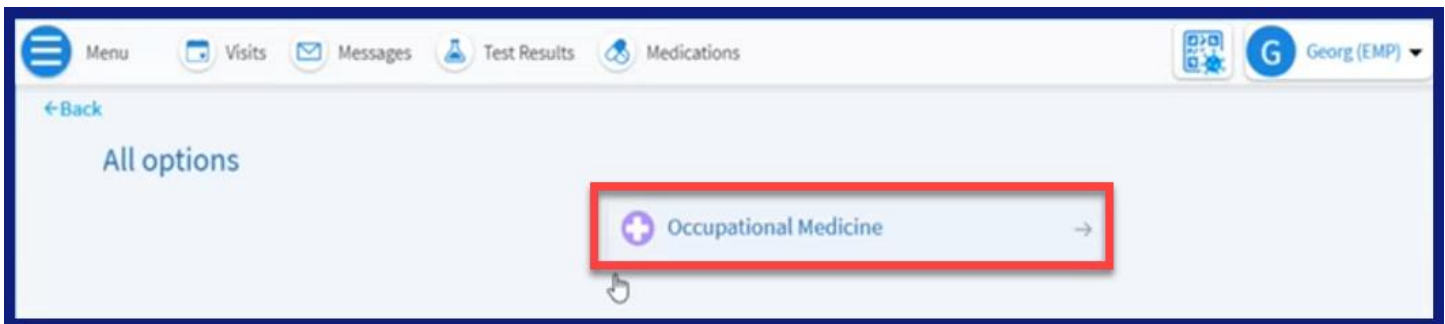 Menu Visits Messages Test Results Medications G Georg (EMP)
←Back
All options
Occupational Medicine →